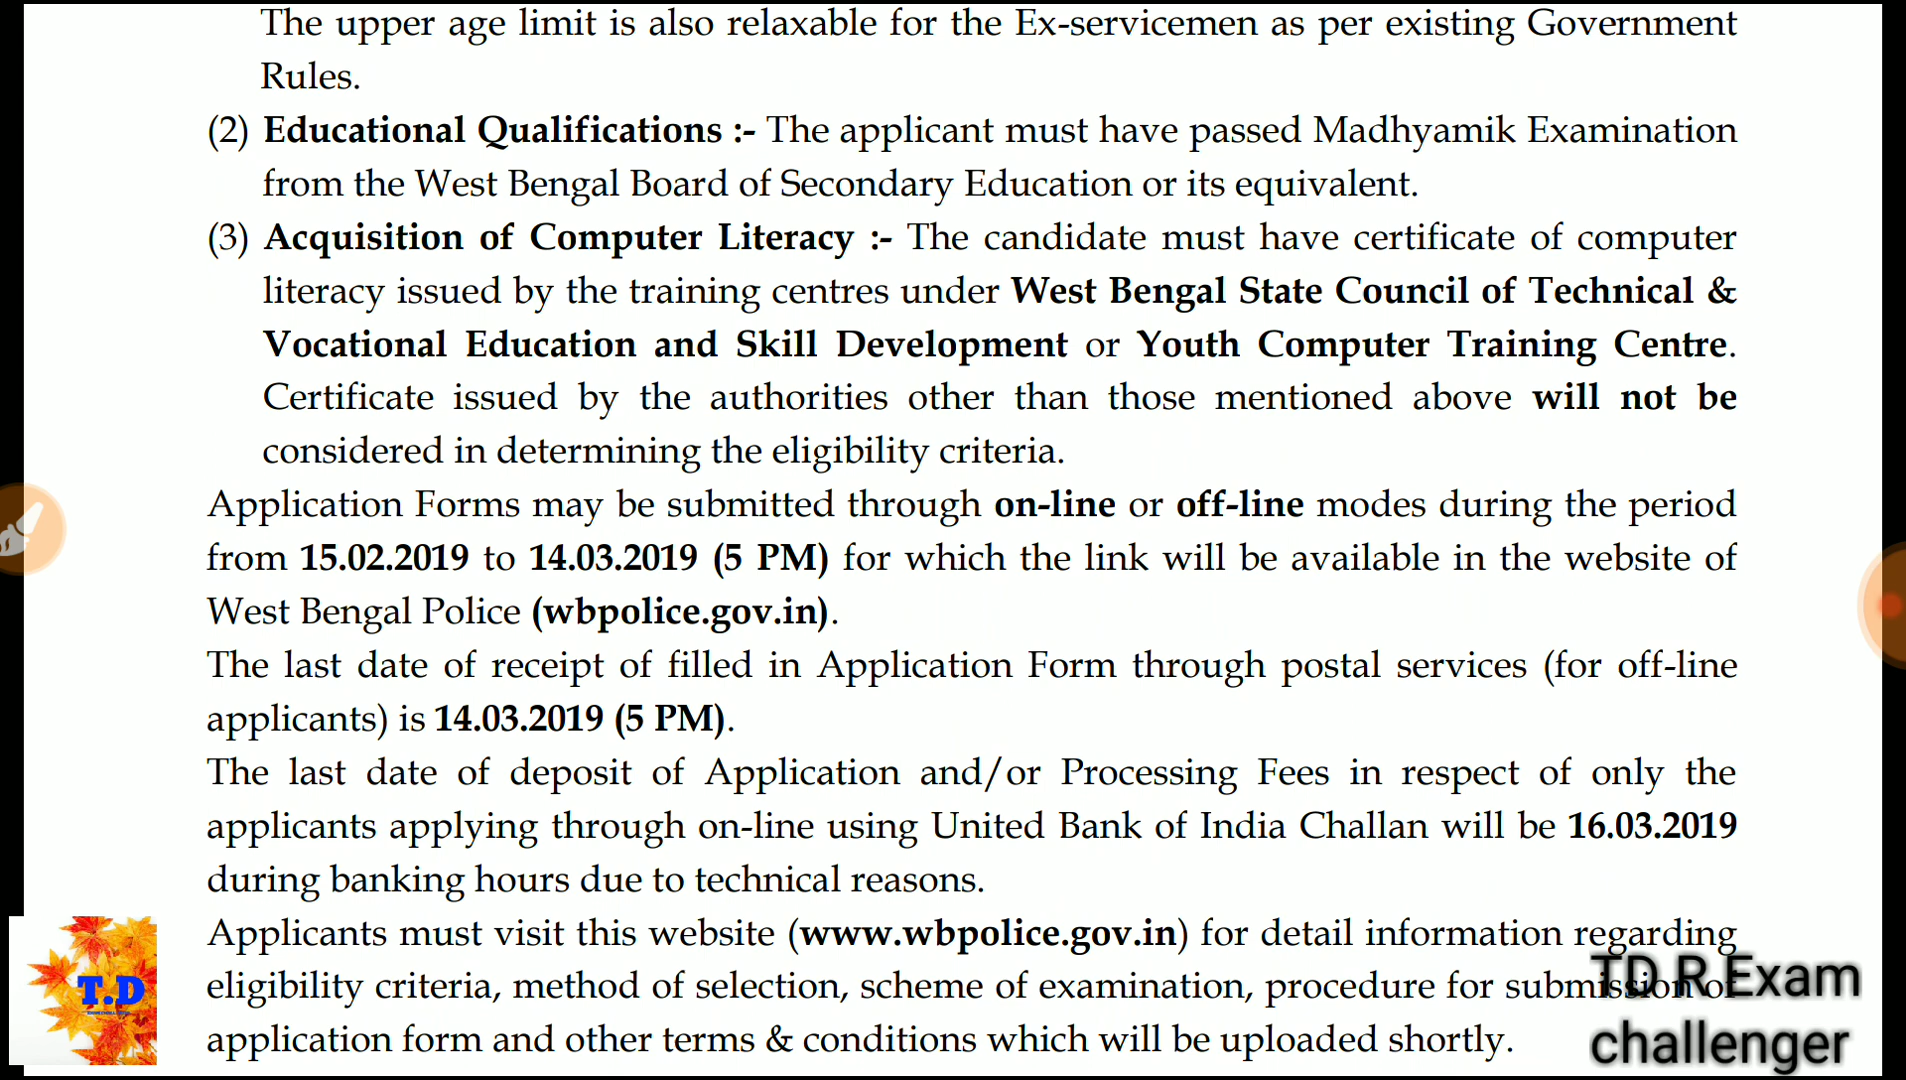 The upper age limit is also relaxable for the Ex-servicemen as per existing Government
Rules.
(2) Educational Qualifications :- The applicant must have passed Madhyamik Examination
from the West Bengal Board of Secondary Education or its equivalent.
(3) Acquisition of Computer Literacy :- The candidate must have certificate of computer
literacy issued by the training centres under West Bengal State Council of Technical &
Vocational Education and Skill Development or Youth Computer Training Centre.
Certificate issued by the authorities other than those mentioned above will not be
considered in determining the eligibility criteria.
Application Forms may be submitted through on-line or off-line modes during the period
from 15.02.2019 to 14.03.2019 (5 PM) for which the link will be available in the website of
West Bengal Police (wbpolice.gov.in).
The last date of receipt of filled in Application Form through postal services (for off-line
applicants) is 14.03.2019 (5 PM).
The last date of deposit of Application and/or Processing Fees in respect of only the
applicants applying through on-line using United Bank of India Challan will be 16.03.2019
during banking hours due to technical reasons.
Applicants must visit this website (www.wbpolice.gov.in) for detail information regarding
eligibility criteria, method of selection, scheme of examination, procedure for submission of
application form and other terms & conditions which will be uploaded shortly.
T.D
TD R Exam
challenger